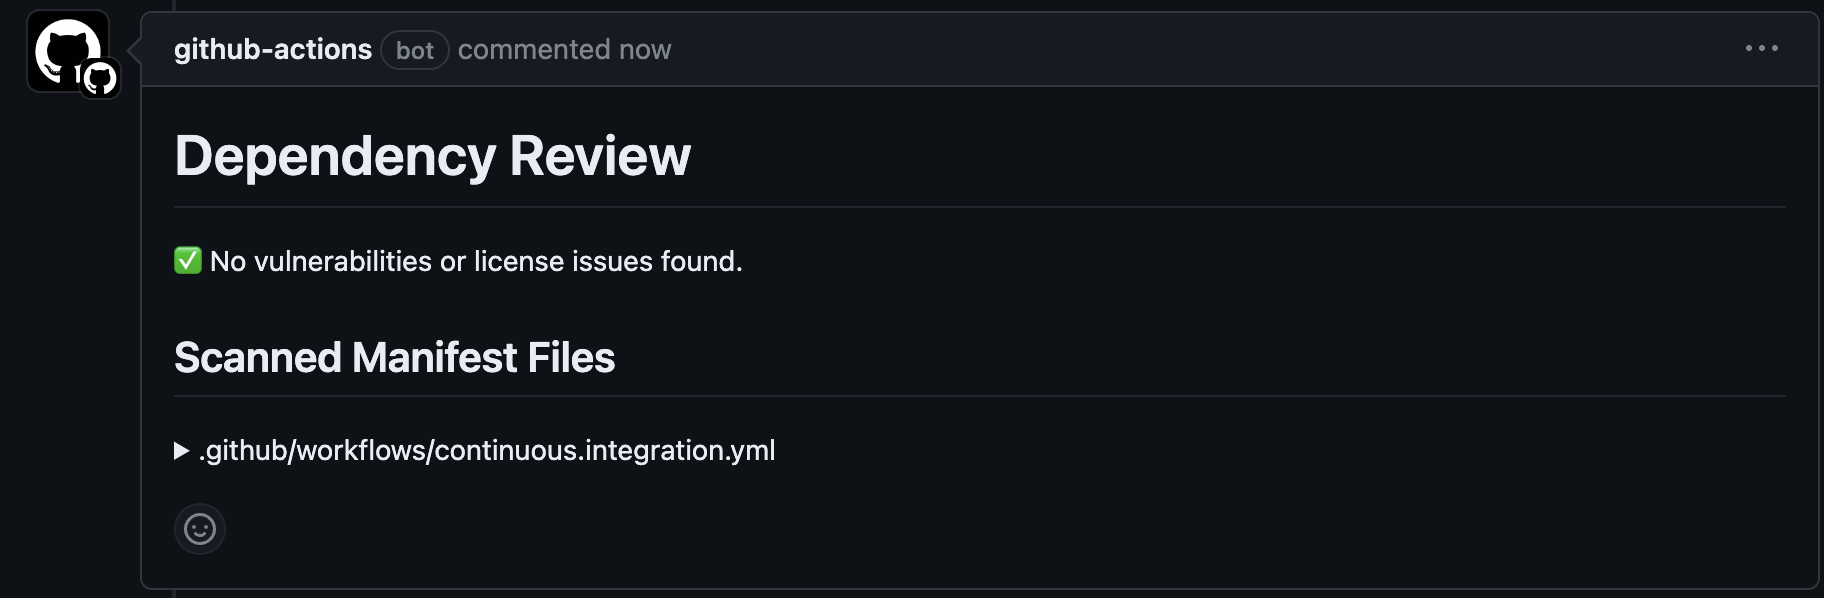 github-actions bot commented now
Dependency Review
✅ No vulnerabilities or license issues found.
Scanned Manifest Files
▶ .github/workflows/continuous.integration.yml